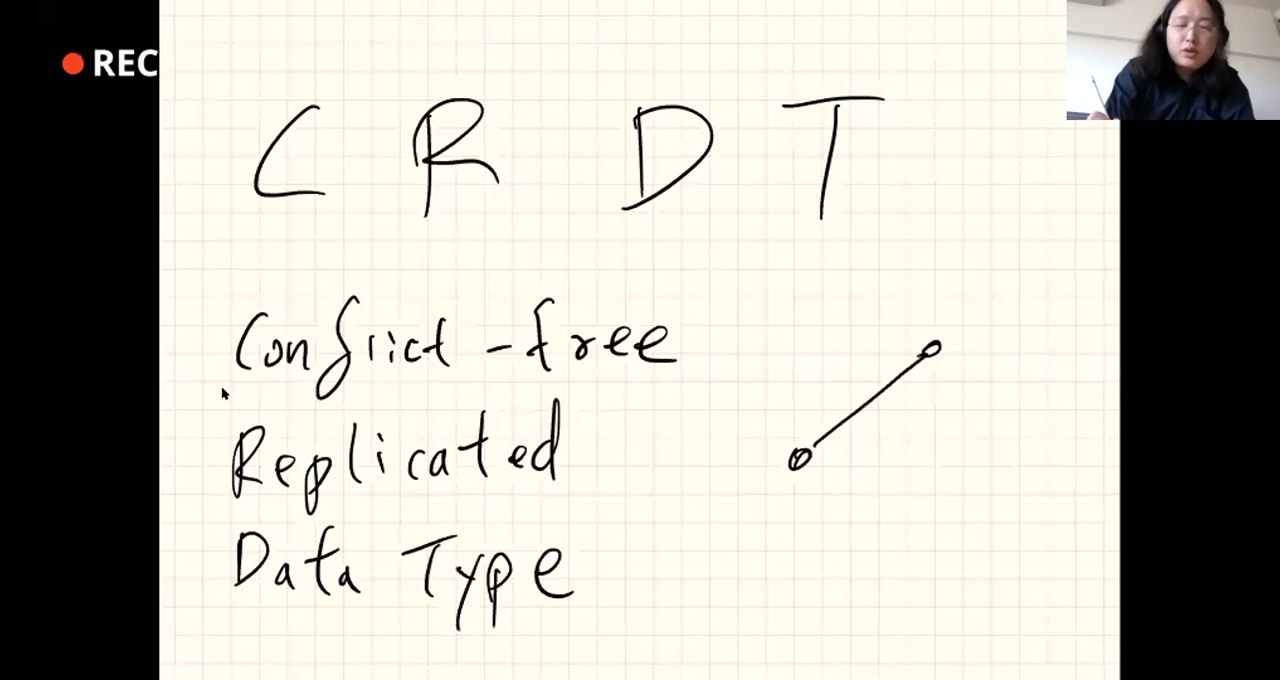 REC
C R D T
Conflict-free
Replicated
Data Type